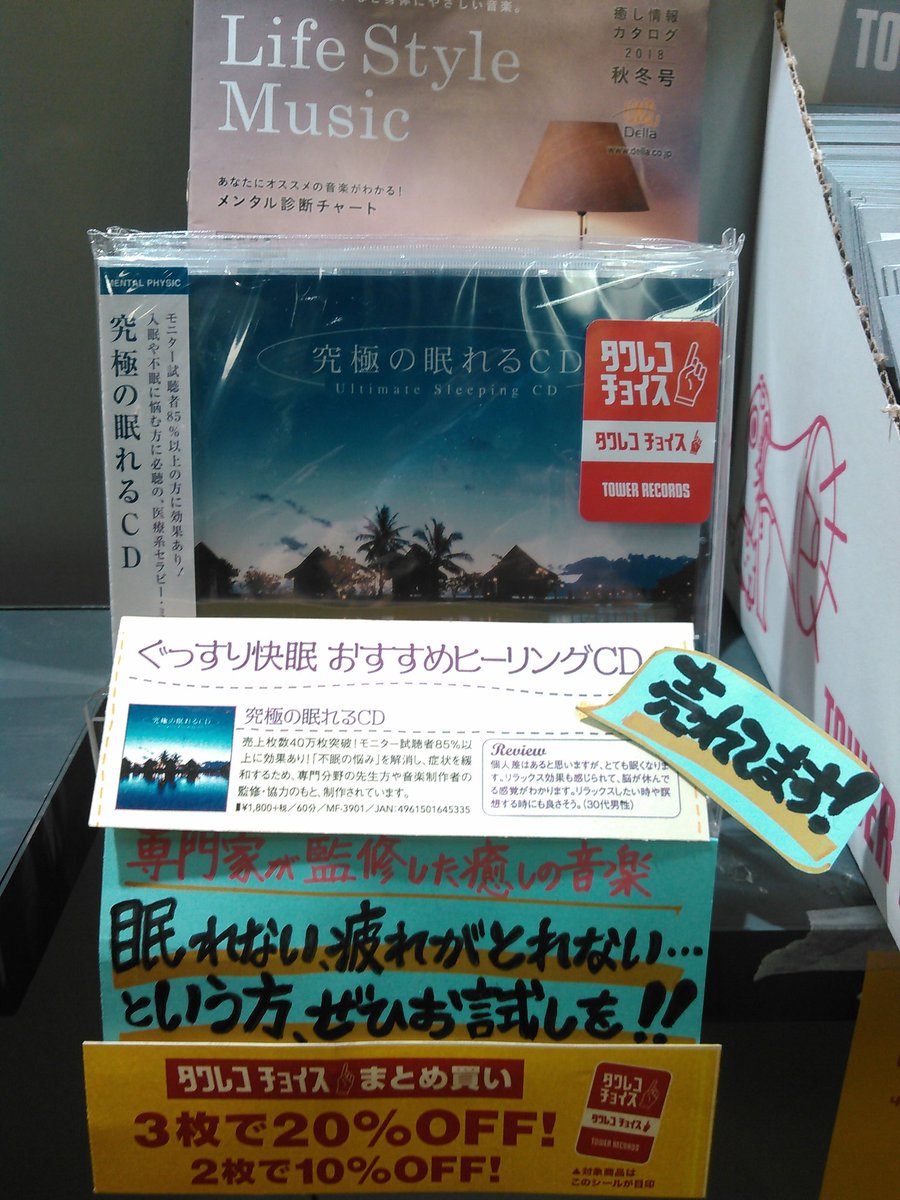 にやさしい音楽。
Life Style
Music
癒し情報
カタログ
2018
秋冬号
Della
www.della.co.jp
あなたにオススメの音楽がわかる！
メンタル診断チャート
TO
MENTAL PHYSIC
究極の眠れるCD
モニター試聴者85%以上の方に効果あり！
入眠や不眠に悩む方に必聴の、医療系セラピー・
究極の眠れるCD
Ultimate Sleeping CD
タワレコ
チョイス
タワレコ チョイス
TOWER RECORDS
ぐっすり快眠 おすすめヒーリングCD
究極の眠れるCD
究極の眠れるCD
売上枚数40万枚突破！モニター試聴者85%以
上に効果あり！「不眠の悩み」を解消し、症状を緩
和するため、専門分野の先生方や音楽制作者の
監修・協力のもと、制作されています。
■¥1,800+税／60分／MF-3901／JAN:4961501645335
Review
個人差はあると思いますが、とても眠くなりま
す。リラックス効果も感じられて、脳が休んで
る感覚がわかります。リラックスしたい時や瞑
想する時にも良さそう。（30代男性）
売れてます！
専門家が監修した癒しの音楽
眠れない、疲れがとれない…
という方、ぜひお試しを！！
タワレコ チョイス まとめ買い
3枚で20%OFF!
2枚で10%OFF!
タワレコ
チョイス
タワレコ チョイス
TOWER RECORDS
▲対象商品は
このシールが目印